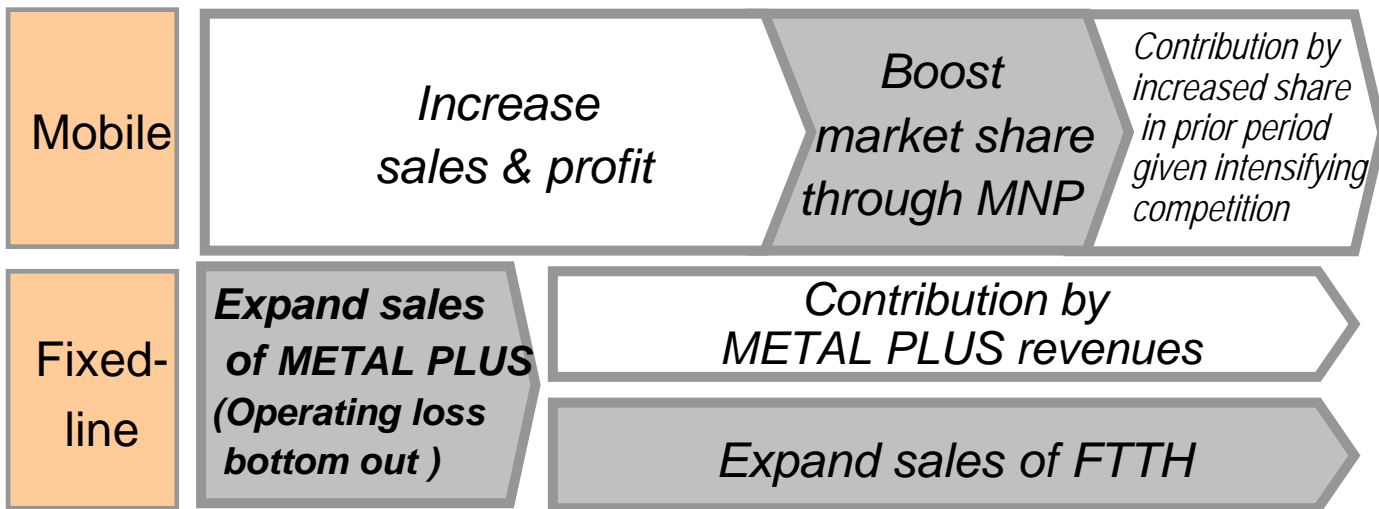 Mobile
Increase
sales & profit
Boost
market share
through MNP
Contribution by
increased share
in prior period
given intensifying
competition
Fixed-
line
Expand sales
of METAL PLUS
(Operating loss
bottom out )
Contribution by
METAL PLUS revenues
Expand sales of FTTH